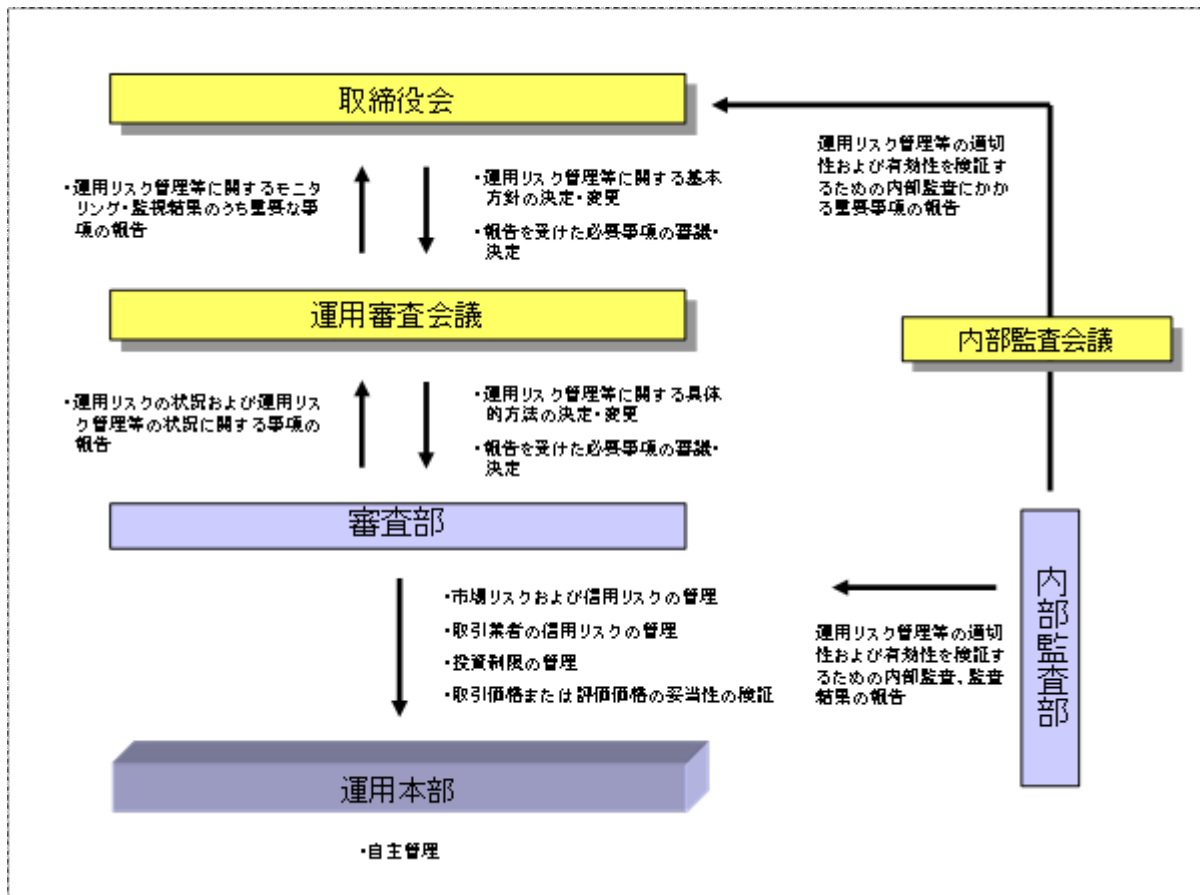 取締役会
・運用リスク管理等に関するモニタ
リング・監視結果のうち重要な事
項の報告
・運用リスク管理等に関する基本
方針の決定・変更
・報告を受けた必要事項の審議・
決定
運用リスク管理等の適切
性および有効性を検証す
るための内部監査にかか
る重要事項の報告
運用審査会議
内部監査会議
・運用リスクの状況および運用リス
ク管理等の状況に関する事項の
報告
・運用リスク管理等に関する具体
的方法の決定・変更
・報告を受けた必要事項の審議・
決定
審査部
内部監査部
・市場リスクおよび信用リスクの管理
・取引業者の信用リスクの管理
・投資制限の管理
・取引価格または評価価格の妥当性の検証
運用リスク管理等の適切
性および有効性を検証す
るための内部監査、監査
結果の報告
運用本部
・自主管理